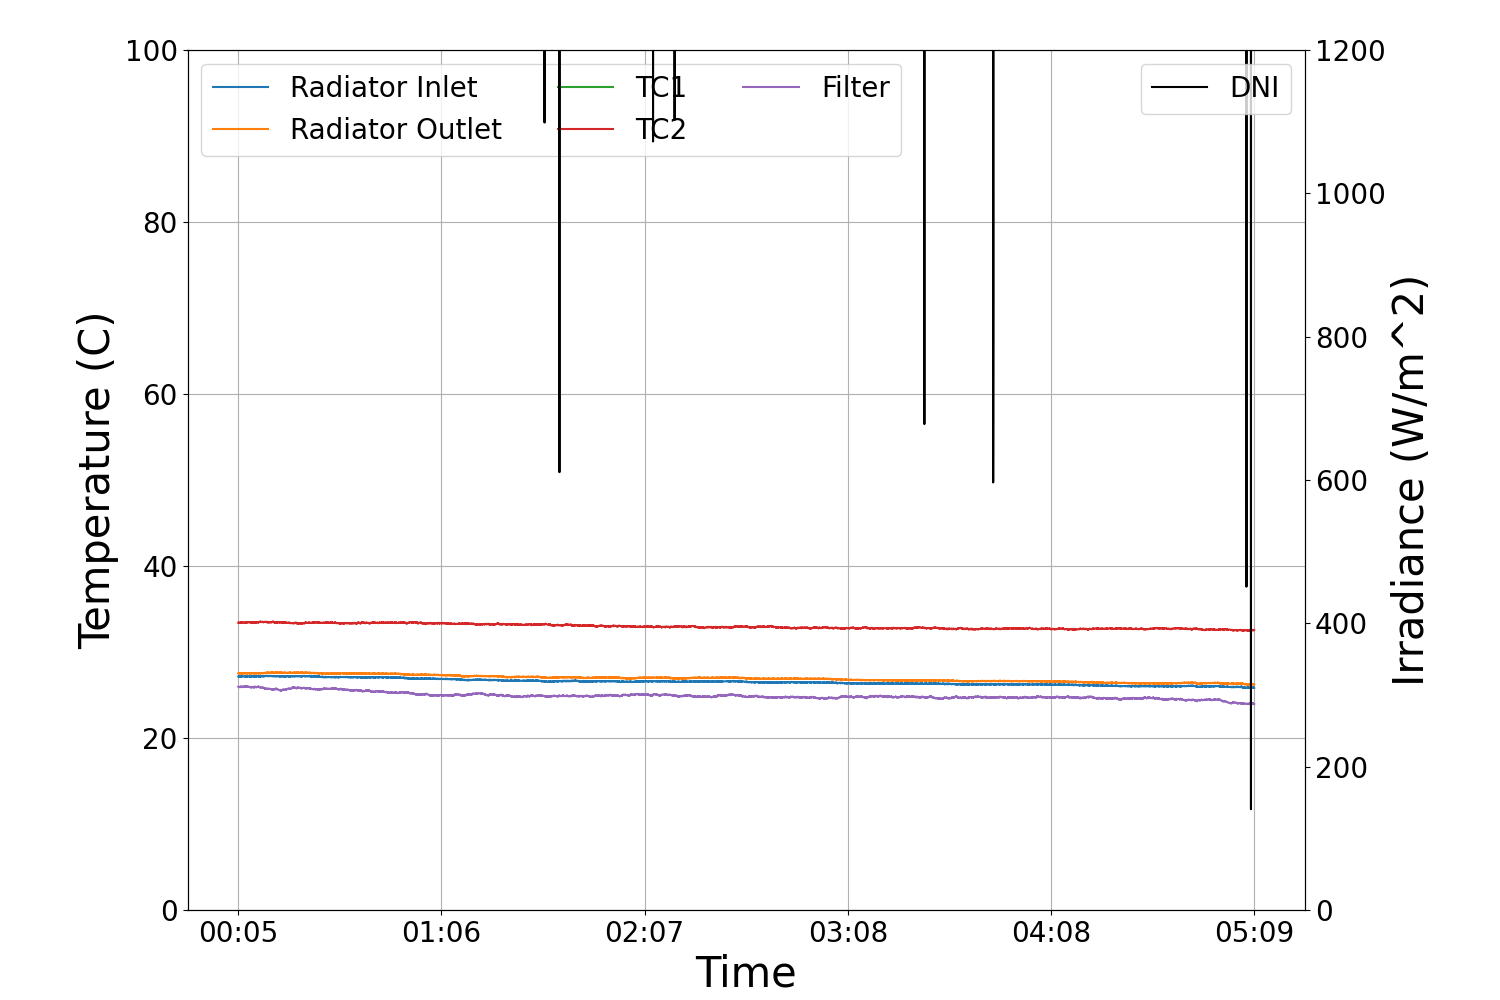 100
80
60
40
20
0
Temperature (C)
Radiator Inlet
Radiator Outlet
TC1
TC2
Filter
DNI
1200
1000
800
600
400
200
0
Irradiance (W/m^2)
00:05 01:06 02:07 03:08 04:08 05:09
Time